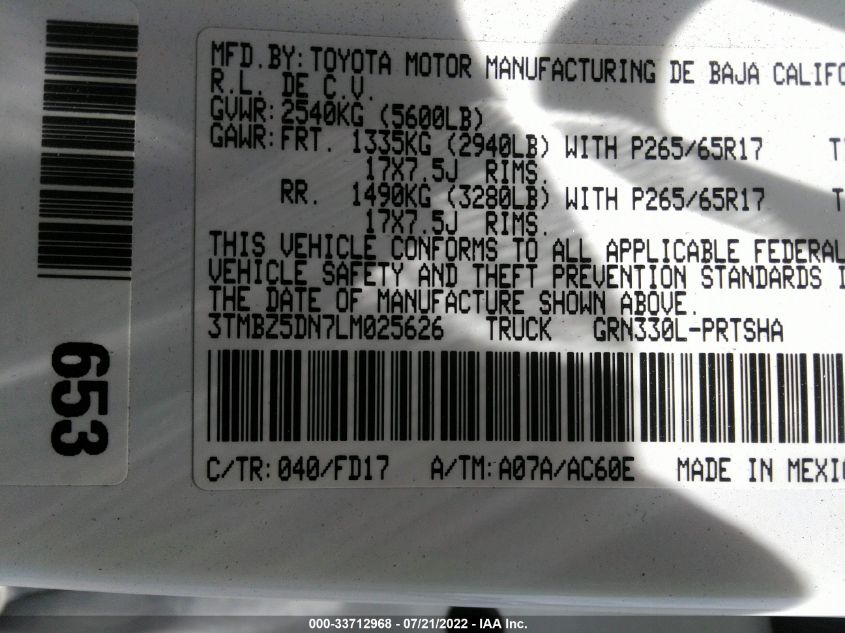 MFD.BY:TOYOTA MOTOR MANUFACTURING DE BAJA
R.L. DE C.V.
GVWR:2540KG (5600LB)
GAWR:FRT. 1335KG (2940LB) WITH P265/65R17
17X7.5J RIMS.
RR. 1490KG (3280LB) WITH P265/65R17
17X7.5J RIMS.
THIS VEHICLE CONFORMS TO ALL APPLICABLE FEDERAL
VEHICLE SAFETY AND THEFT PREVENTION STANDARDS
THE DATE OF MANUFACTURE SHOWN ABOVE.
3TMBZ5DN7LM025626 TRUCK GRN330L-PRTSHA
C/TR:040/FD17 A/TM:A07A/AC60E MADE IN
653
000-33712968 - 07/21/2022 - IAA Inc.